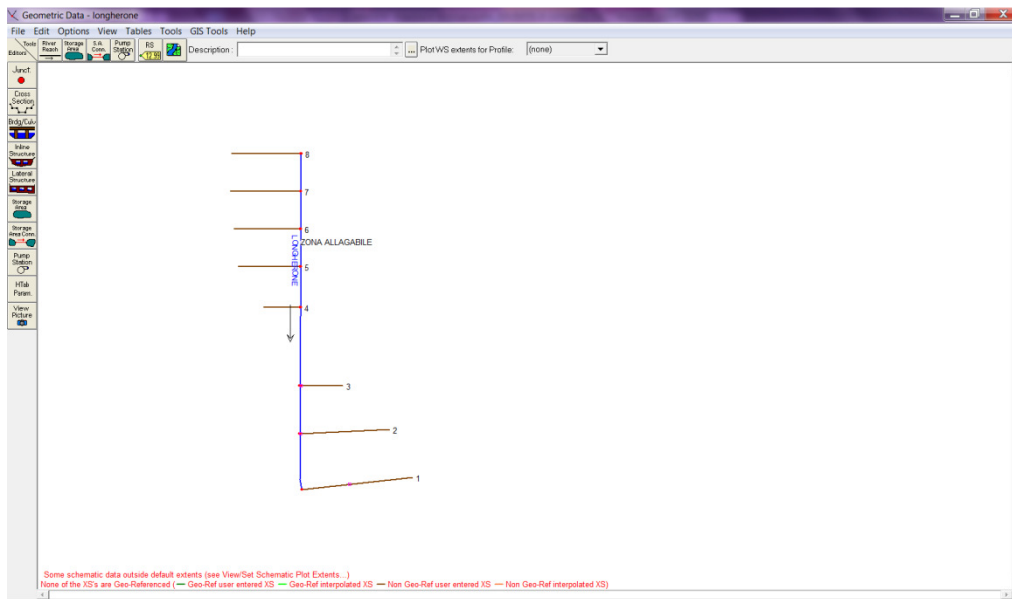 Geometric Data - longherone
File Edit Options View Tables Tools GIS Tools Help
Tools
Editors
River Reach
Storage Area
S.A. Conn.
Pump Station
RS
Description :
...
Plot WS extents for Profile:
(none)
Junct.
Cross Section
Brdg/Culv
Inline Structure
Lateral Structure
Storage Area
Storage Area Conn.
Pump Station
HTab Param.
View Picture
8
7
6
ZONA ALLAGABILE
LONGHERONE
5
4
3
2
1
Some schematic data outside default extents (see View/Set Schematic Plot Extents...)
None of the XS's are Geo-Referenced ( — Geo-Ref user entered XS — Geo-Ref interpolated XS — Non Geo-Ref user entered XS — Non Geo-Ref interpolated XS)